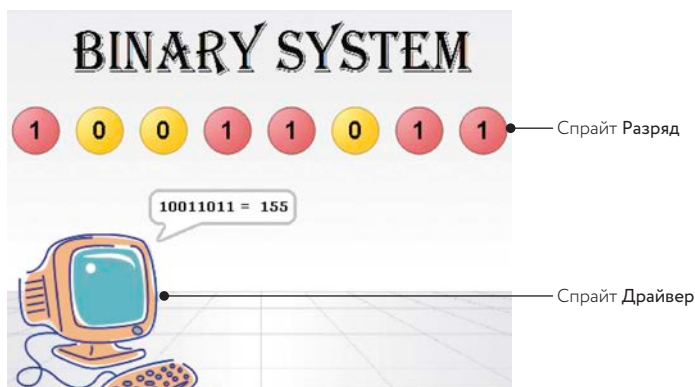 BINARY SYSTEM
1 0 0 1 1 0 1 1
Спрайт Разряд
10011011 = 155
Спрайт Драйвер